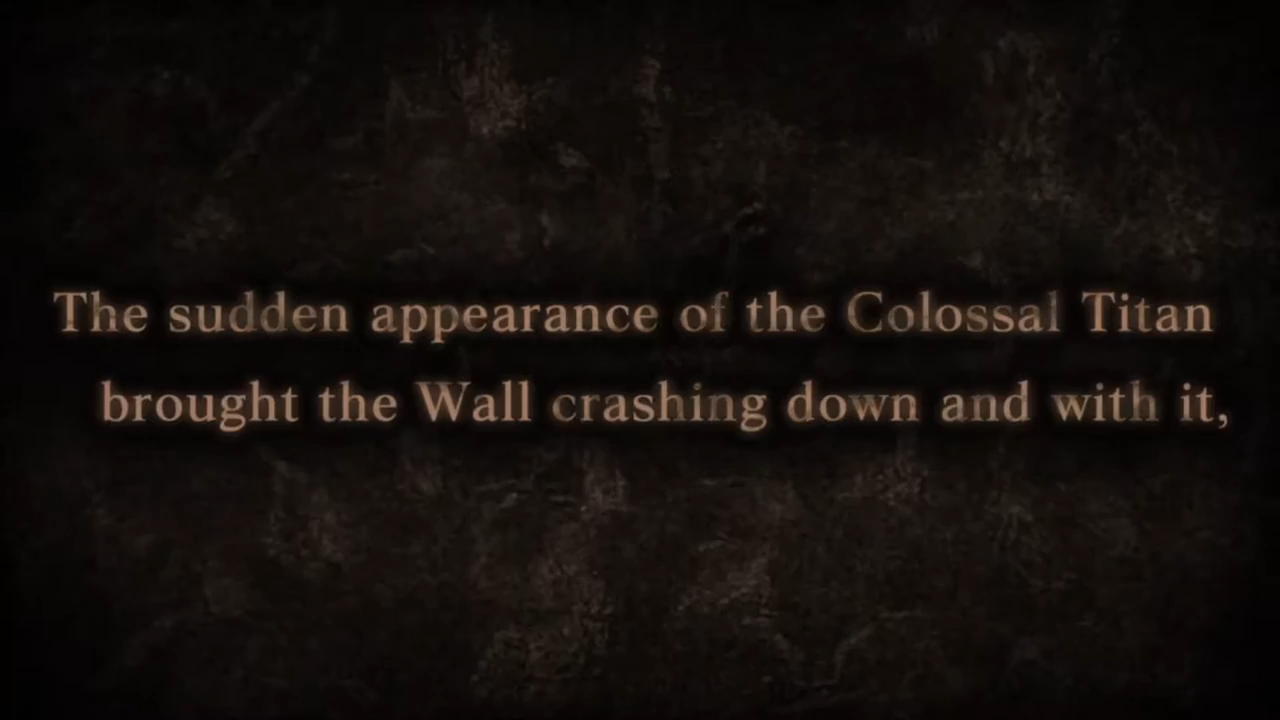 The sudden appearance of the Colossal Titan
brought the Wall crashing down and with it,